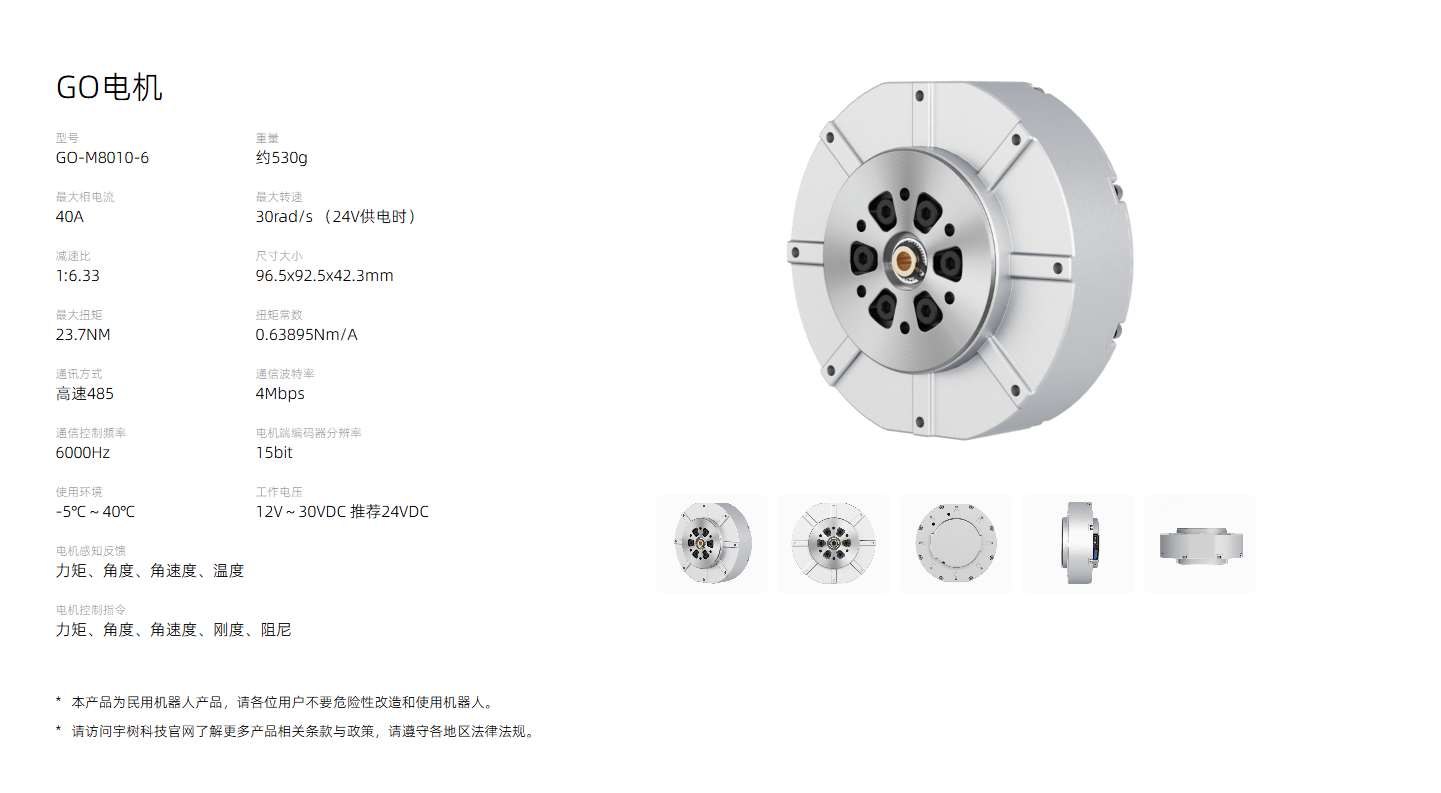 GO电机
型号
GO-M8010-6
重量
约530g
最大相电流
40A
最大转速
30rad/s （24V供电时）
减速比
1:6.33
尺寸大小
96.5x92.5x42.3mm
最大扭矩
23.7NM
扭矩常数
0.63895Nm/A
通讯方式
高速485
通信波特率
4Mbps
通信控制频率
6000Hz
电机端编码器分辨率
15bit
使用环境
-5℃ ~ 40℃
工作电压
12V ~ 30VDC 推荐24VDC
电机感知反馈
力矩、角度、角速度、温度
电机控制指令
力矩、角度、角速度、刚度、阻尼
* 本产品为民用机器人产品，请各位用户不要危险性改造和使用机器人。
* 请访问宇树科技官网了解更多产品相关条款与政策，请遵守各地区法律法规。